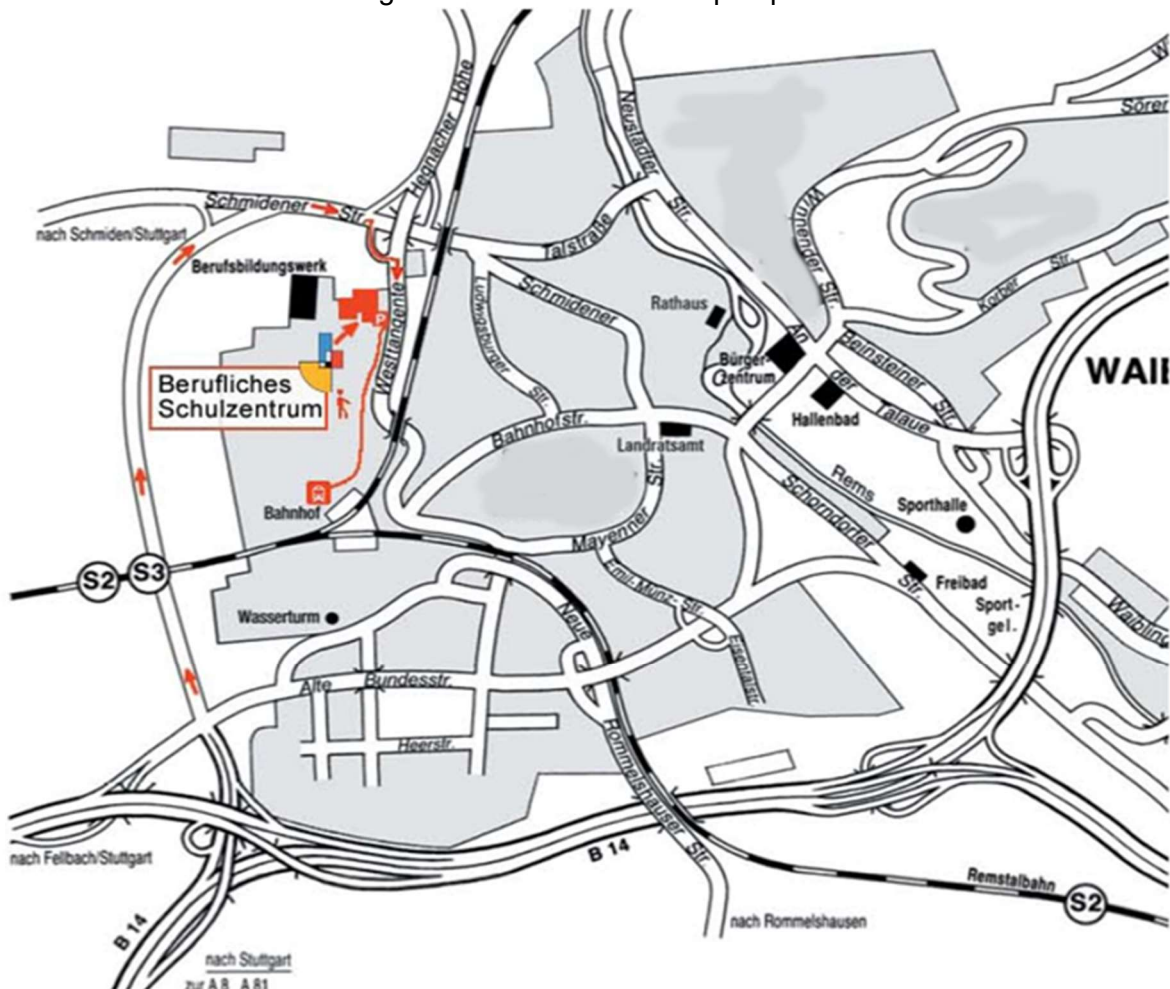 Neustädter
Hegnacher Höhe
Sörer
Schmidener
Str.
Str.
nach Schmiden/Stuttgart
Winnender Str.
Talstraße
Berufsbildungswerk
Korber
Str.
Ludwigsburger
Str.
Schmidener
Rathaus
P
Westtangente
An
der
Talaue
Beinsteiner
Str.
WAIB
Bürger-
zentrum
Berufliches
Schulzentrum
Hallenbad
Bahnhofstr.
Landratsamt
Str.
Mayenner
Rems
Schorndorfer
Str.
Sporthalle
Bahnhof
S2
S3
Emil-Münz-Str.
Freibad
Sport-
gel.
Waibling
Wasserturm
Neue
Eisentalstr.
Alte
Bundesstr.
Heerstr.
Rommelshauser
Str.
nach Fellbach/Stuttgart
B 14
Remstalbahn
S2
B 14
nach Rommelshausen
nach Stuttgart
zur A 8 A 81